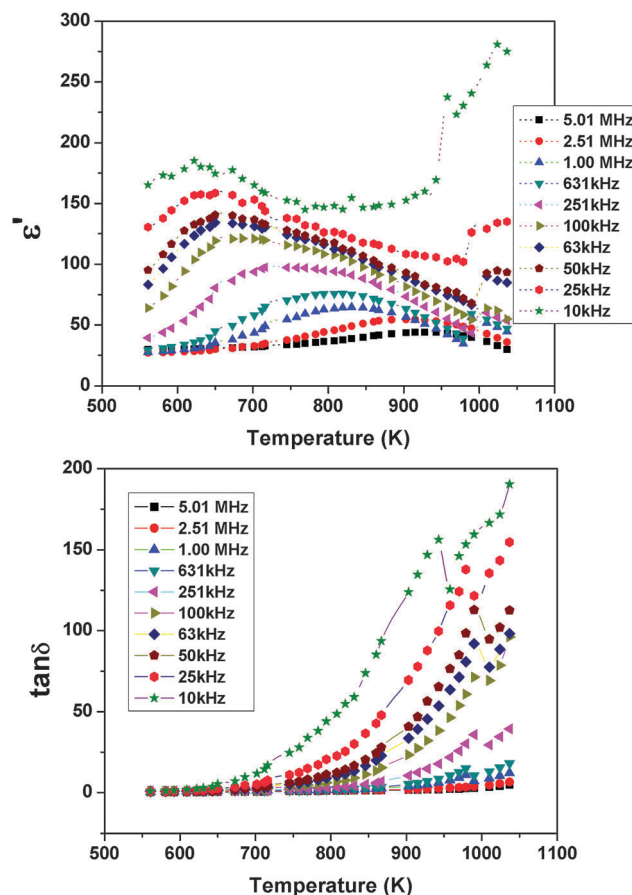 300
250
200
150
100
50
0
ε'
500 600 700 800 900 1000 1100
Temperature (K)
5.01 MHz
2.51 MHz
1.00 MHz
631kHz
251kHz
100kHz
63kHz
50kHz
25kHz
10kHz
200
150
100
50
0
tanδ
500 600 700 800 900 1000 1100
Temperature (K)
5.01 MHz
2.51 MHz
1.00 MHz
631kHz
251kHz
100kHz
63kHz
50kHz
25kHz
10kHz